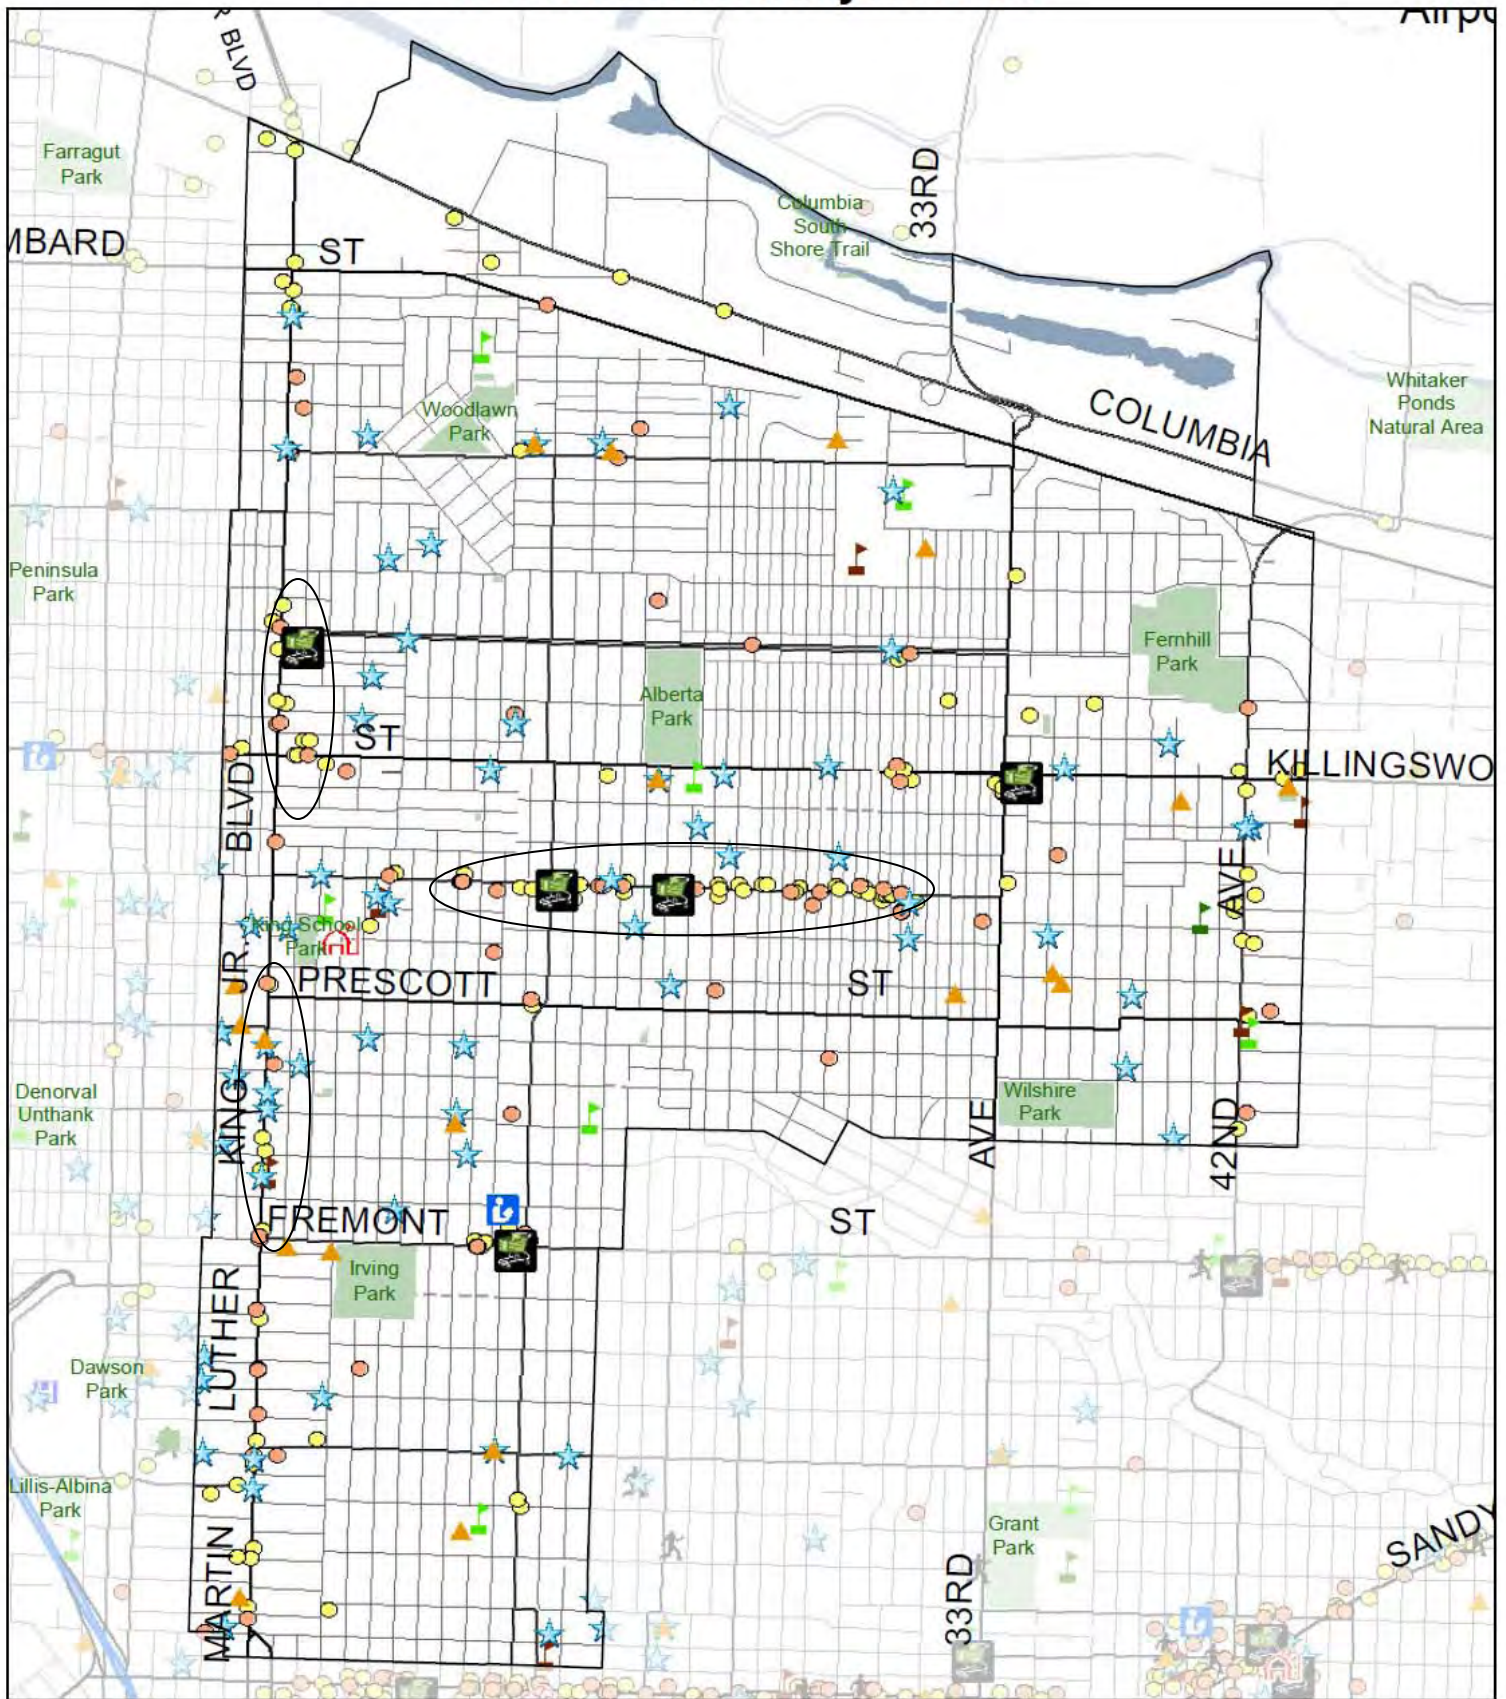 BLVD
Farragut
Park
33RD
Columbia
South
Shore Trail
MBARD
ST
COLUMBIA
Whitaker
Ponds
Natural Area
Woodlawn
Park
Peninsula
Park
Fernhill
Park
Alberta
Park
ST
KILLINGSWO
BLVD
AVE
King School
Park
JR.
PRESCOTT
ST
Denorval
Unthank
Park
KING
Wilshire
Park
AVE
42ND
FREMONT
ST
Irving
Park
LUTHER
Dawson
Park
Lillis-Albina
Park
Grant
Park
SANDY
MARTIN
33RD